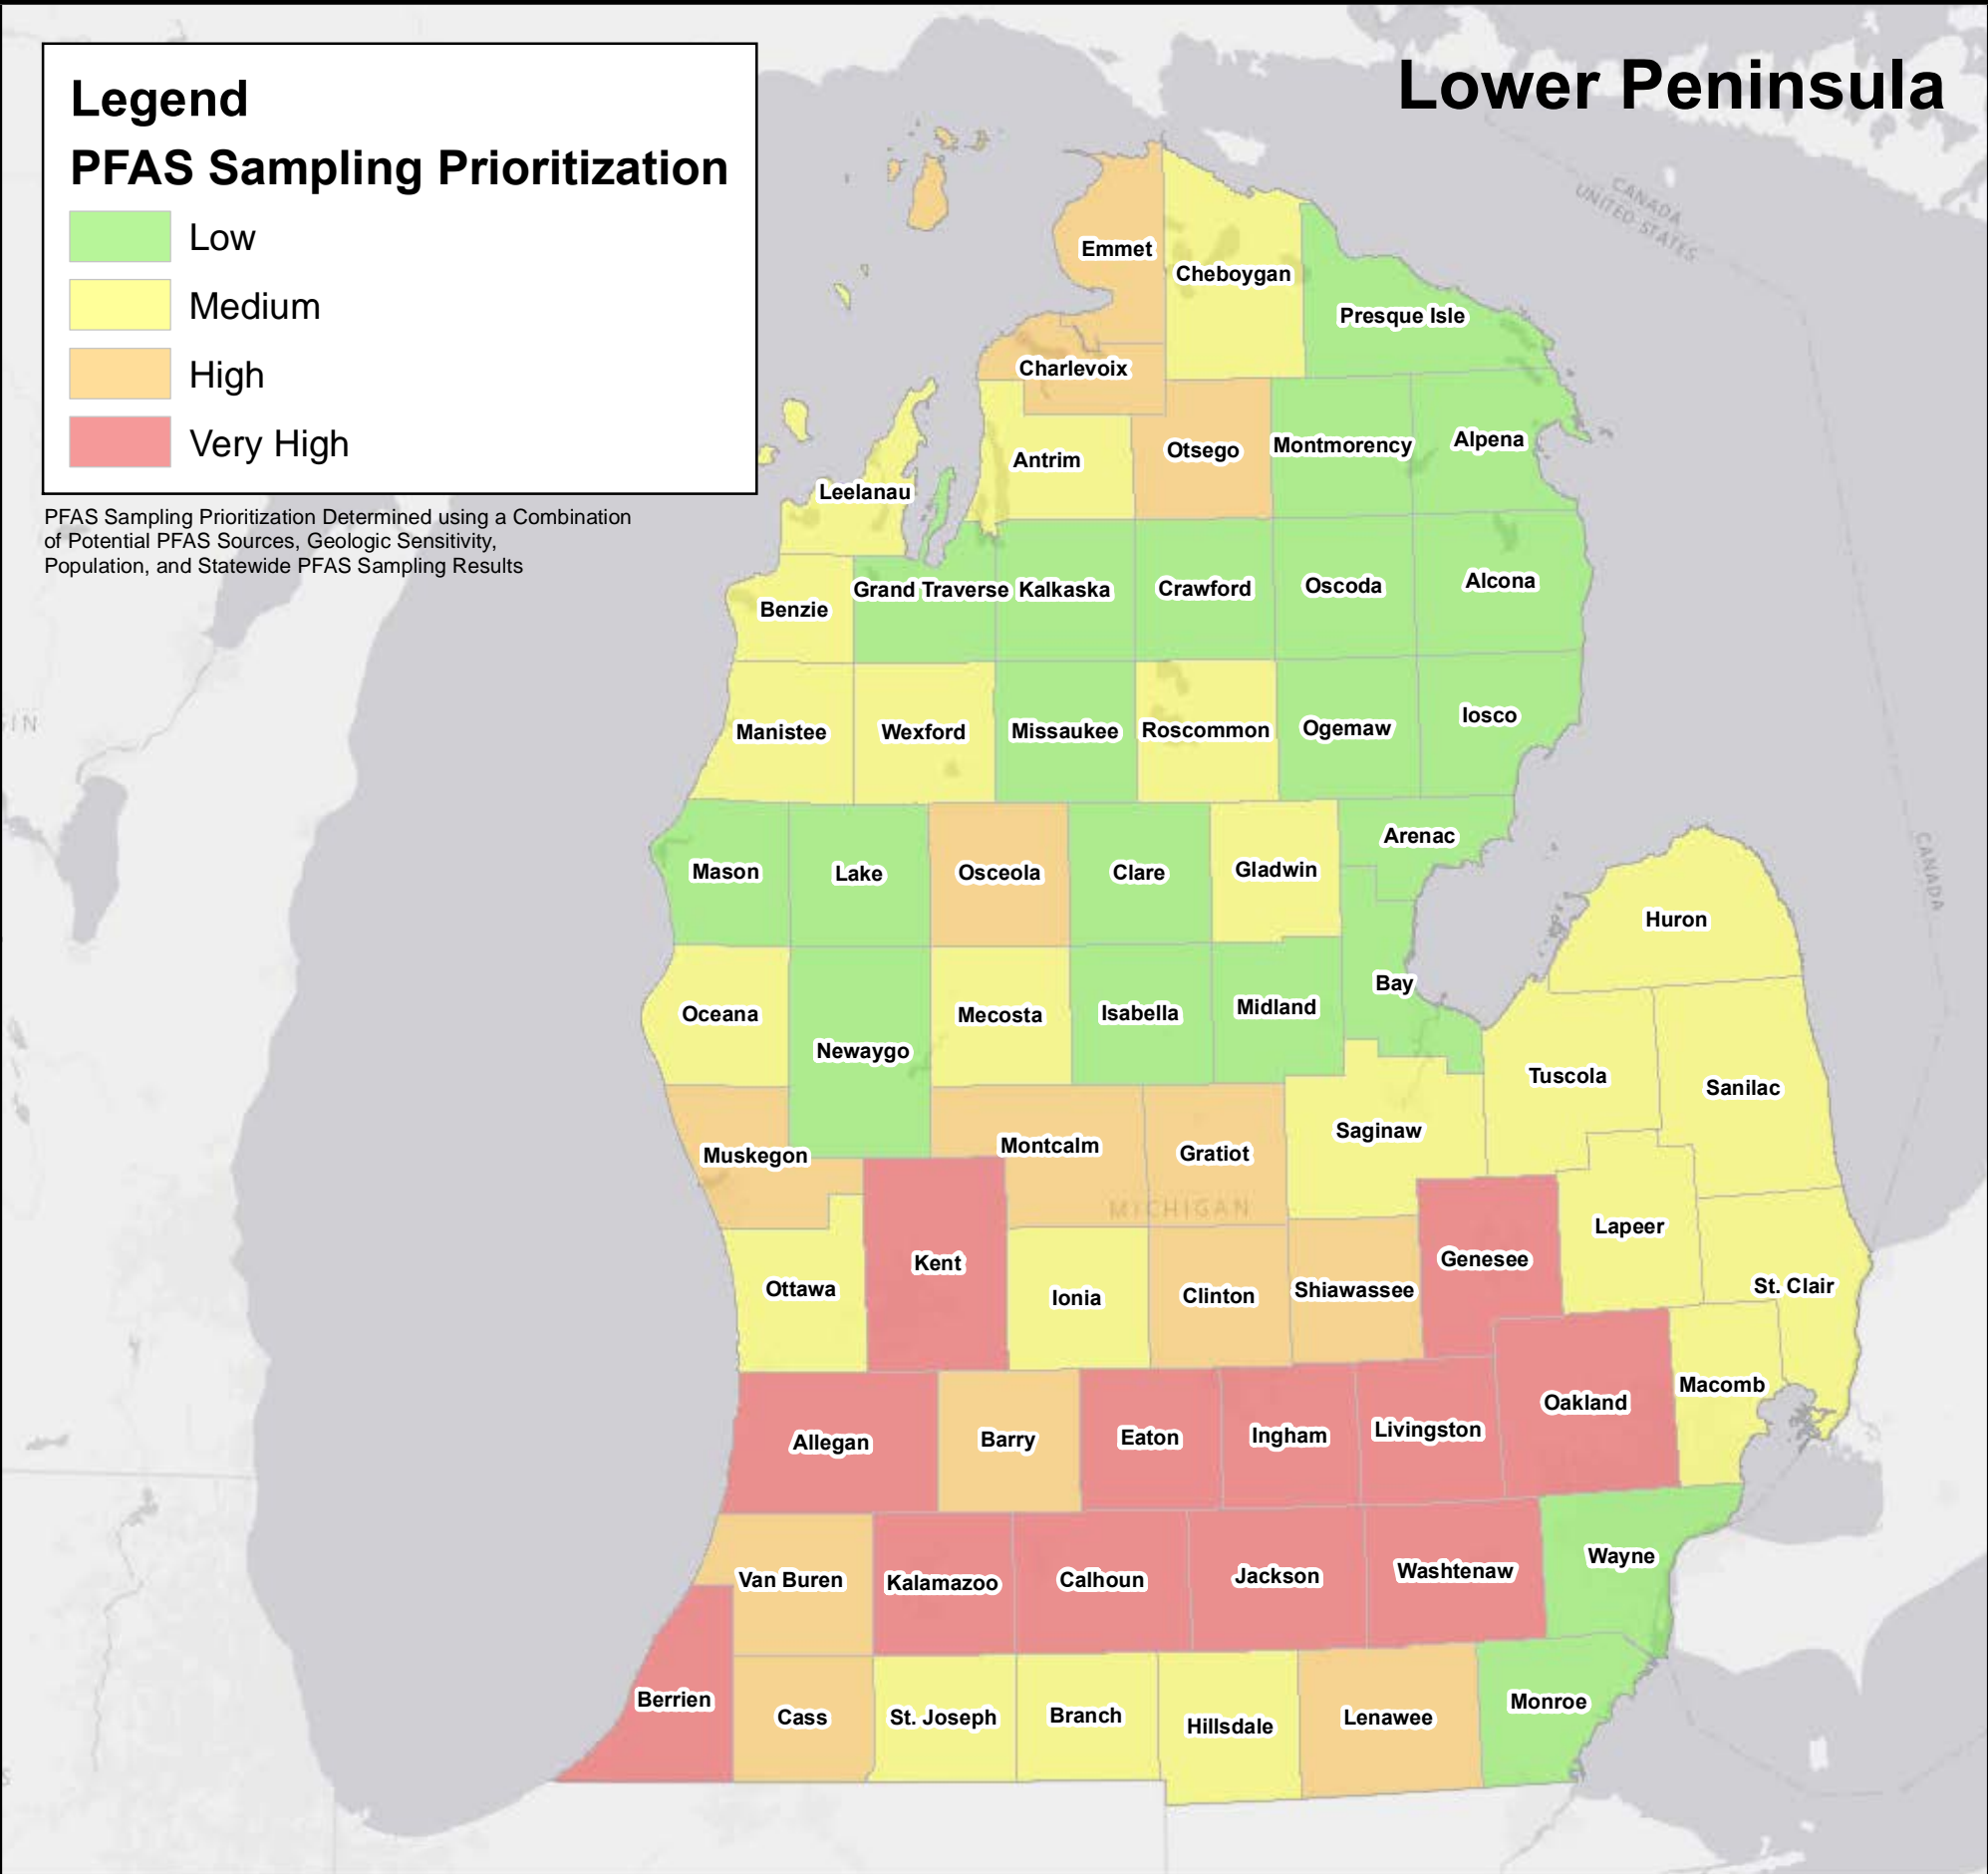 Lower Peninsula
Legend
PFAS Sampling Prioritization
Low
Medium
High
Very High
PFAS Sampling Prioritization Determined using a Combination
of Potential PFAS Sources, Geologic Sensitivity,
Population, and Statewide PFAS Sampling Results
CANADA
UNITED STATES
Emmet
Cheboygan
Presque Isle
Charlevoix
Antrim
Otsego
Montmorency
Alpena
Leelanau
Benzie
Grand Traverse
Kalkaska
Crawford
Oscoda
Alcona
Manistee
Wexford
Missaukee
Roscommon
Ogemaw
Iosco
Mason
Lake
Osceola
Clare
Gladwin
Arenac
CANADA
Huron
Oceana
Newaygo
Mecosta
Isabella
Midland
Bay
Tuscola
Sanilac
Muskegon
Montcalm
Gratiot
Saginaw
MICHIGAN
Lapeer
Ottawa
Kent
Ionia
Clinton
Shiawassee
Genesee
St. Clair
Allegan
Barry
Eaton
Ingham
Livingston
Oakland
Macomb
Van Buren
Kalamazoo
Calhoun
Jackson
Washtenaw
Wayne
Berrien
Cass
St. Joseph
Branch
Hillsdale
Lenawee
Monroe